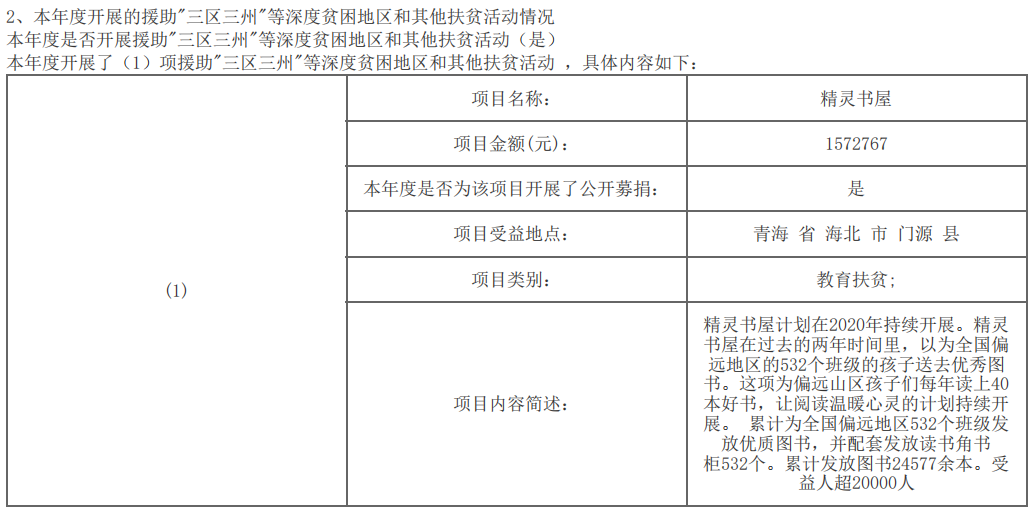 2、本年度开展的援助"三区三州"等深度贫困地区和其他扶贫活动情况
本年度是否开展援助"三区三州"等深度贫困地区和其他扶贫活动（是）
本年度开展了（1）项援助"三区三州"等深度贫困地区和其他扶贫活动 ，具体内容如下：
(1)
项目名称：
精灵书屋
项目金额(元)：
1572767
本年度是否为该项目开展了公开募捐：
是
项目受益地点：
青海 省 海北 市 门源 县
项目类别：
教育扶贫;
项目内容简述：
精灵书屋计划在2020年持续开展。精灵
书屋在过去的两年时间里，以为全国偏
远地区的532个班级的孩子送去优秀图
书。这项为偏远山区孩子们每年读上40
本好书，让阅读温暖心灵的计划持续开
展。 累计为全国偏远地区532个班级发
放优质图书，并配套发放读书角书
柜532个。累计发放图书24577余本。受
益人超20000人